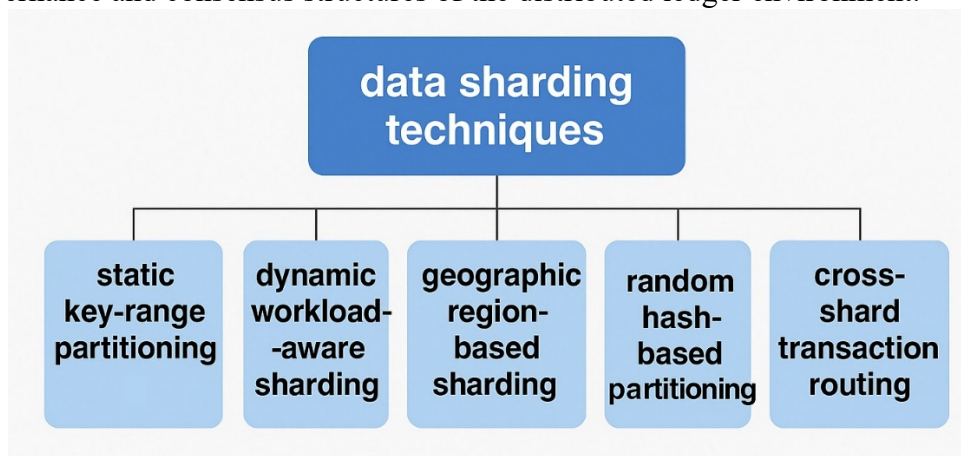 ernance and consensus structures of the distributed ledger environment.
data sharding
techniques
static
key-range
partitioning
dynamic
workload-
-aware
sharding
geographic
region-
based
sharding
random
hash-
based
partitioning
cross-
shard
transaction
routing